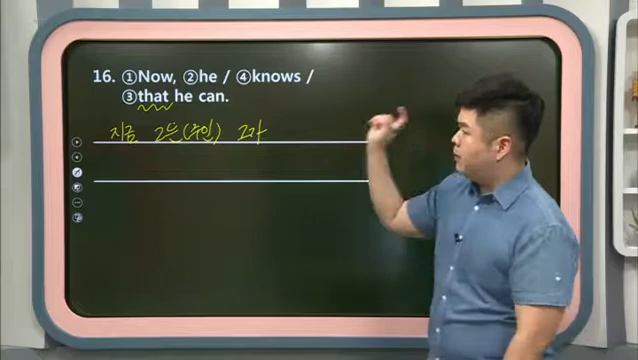 16. ①Now, ②he / ④knows /
③that he can.
지금 그는(주인) 그가